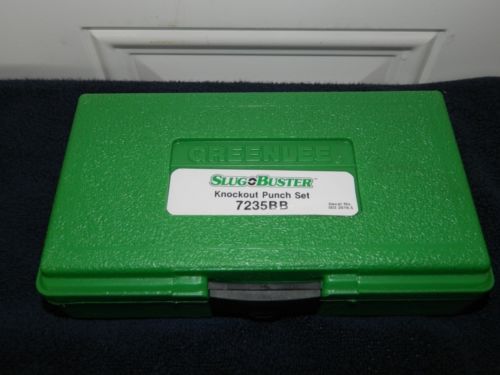 GREENLEE
SLUG BUSTER
Knockout Punch Set
7235BB